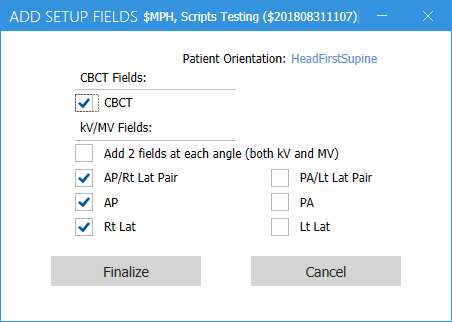 ADD SETUP FIELDS $MPH, Scripts Testing ($201808311107)
Patient Orientation: HeadFirstSupine
CBCT Fields:
CBCT
kV/MV Fields:
Add 2 fields at each angle (both kV and MV)
AP/Rt Lat Pair PA/Lt Lat Pair
AP PA
Rt Lat Lt Lat
Finalize Cancel